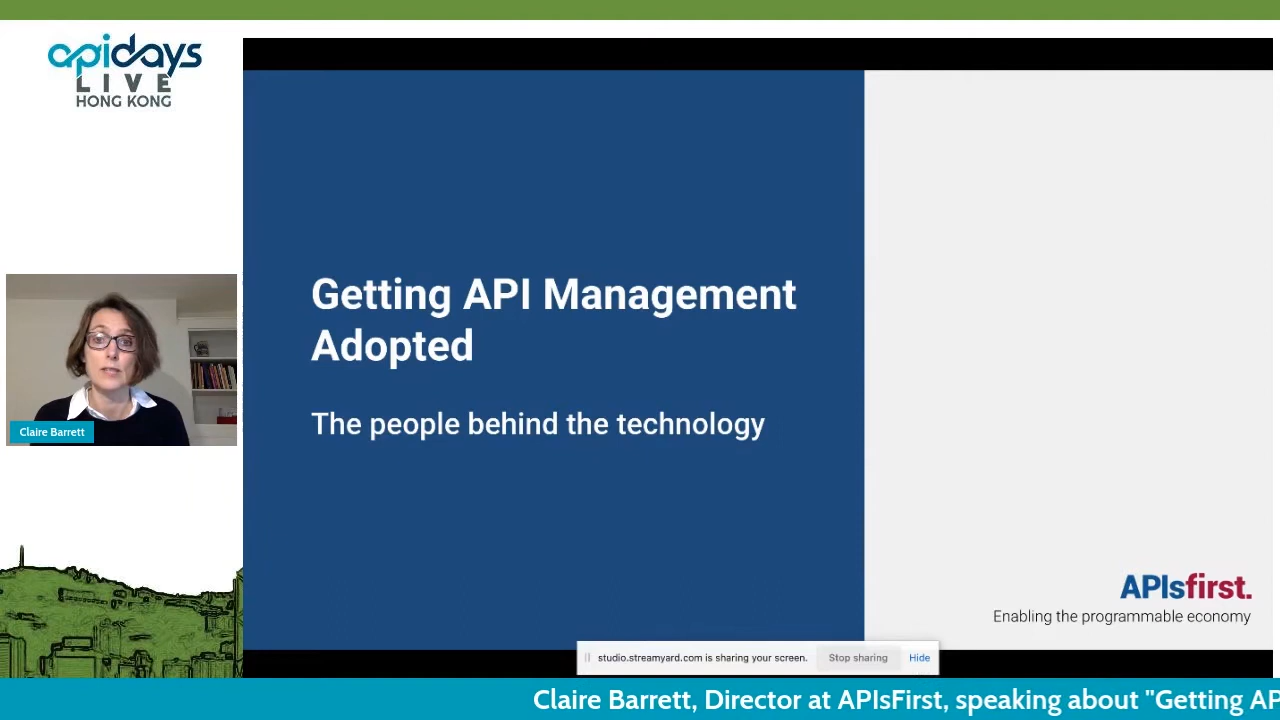 apidays
LIVE
HONG KONG
Getting API Management
Adopted
The people behind the technology
Claire Barrett
APIsfirst.
Enabling the programmable economy
studio.streamyard.com is sharing your screen.
Stop sharing
Hide
Claire Barrett, Director at APIsFirst, speaking about "Getting AP